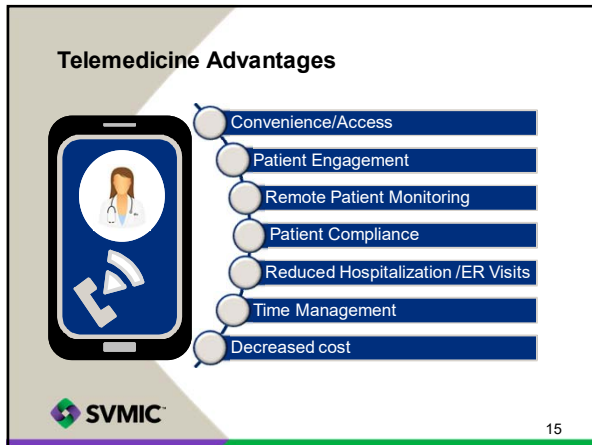 Telemedicine Advantages
Convenience/Access
Patient Engagement
Remote Patient Monitoring
Patient Compliance
Reduced Hospitalization /ER Visits
Time Management
Decreased cost
SVMIC
15